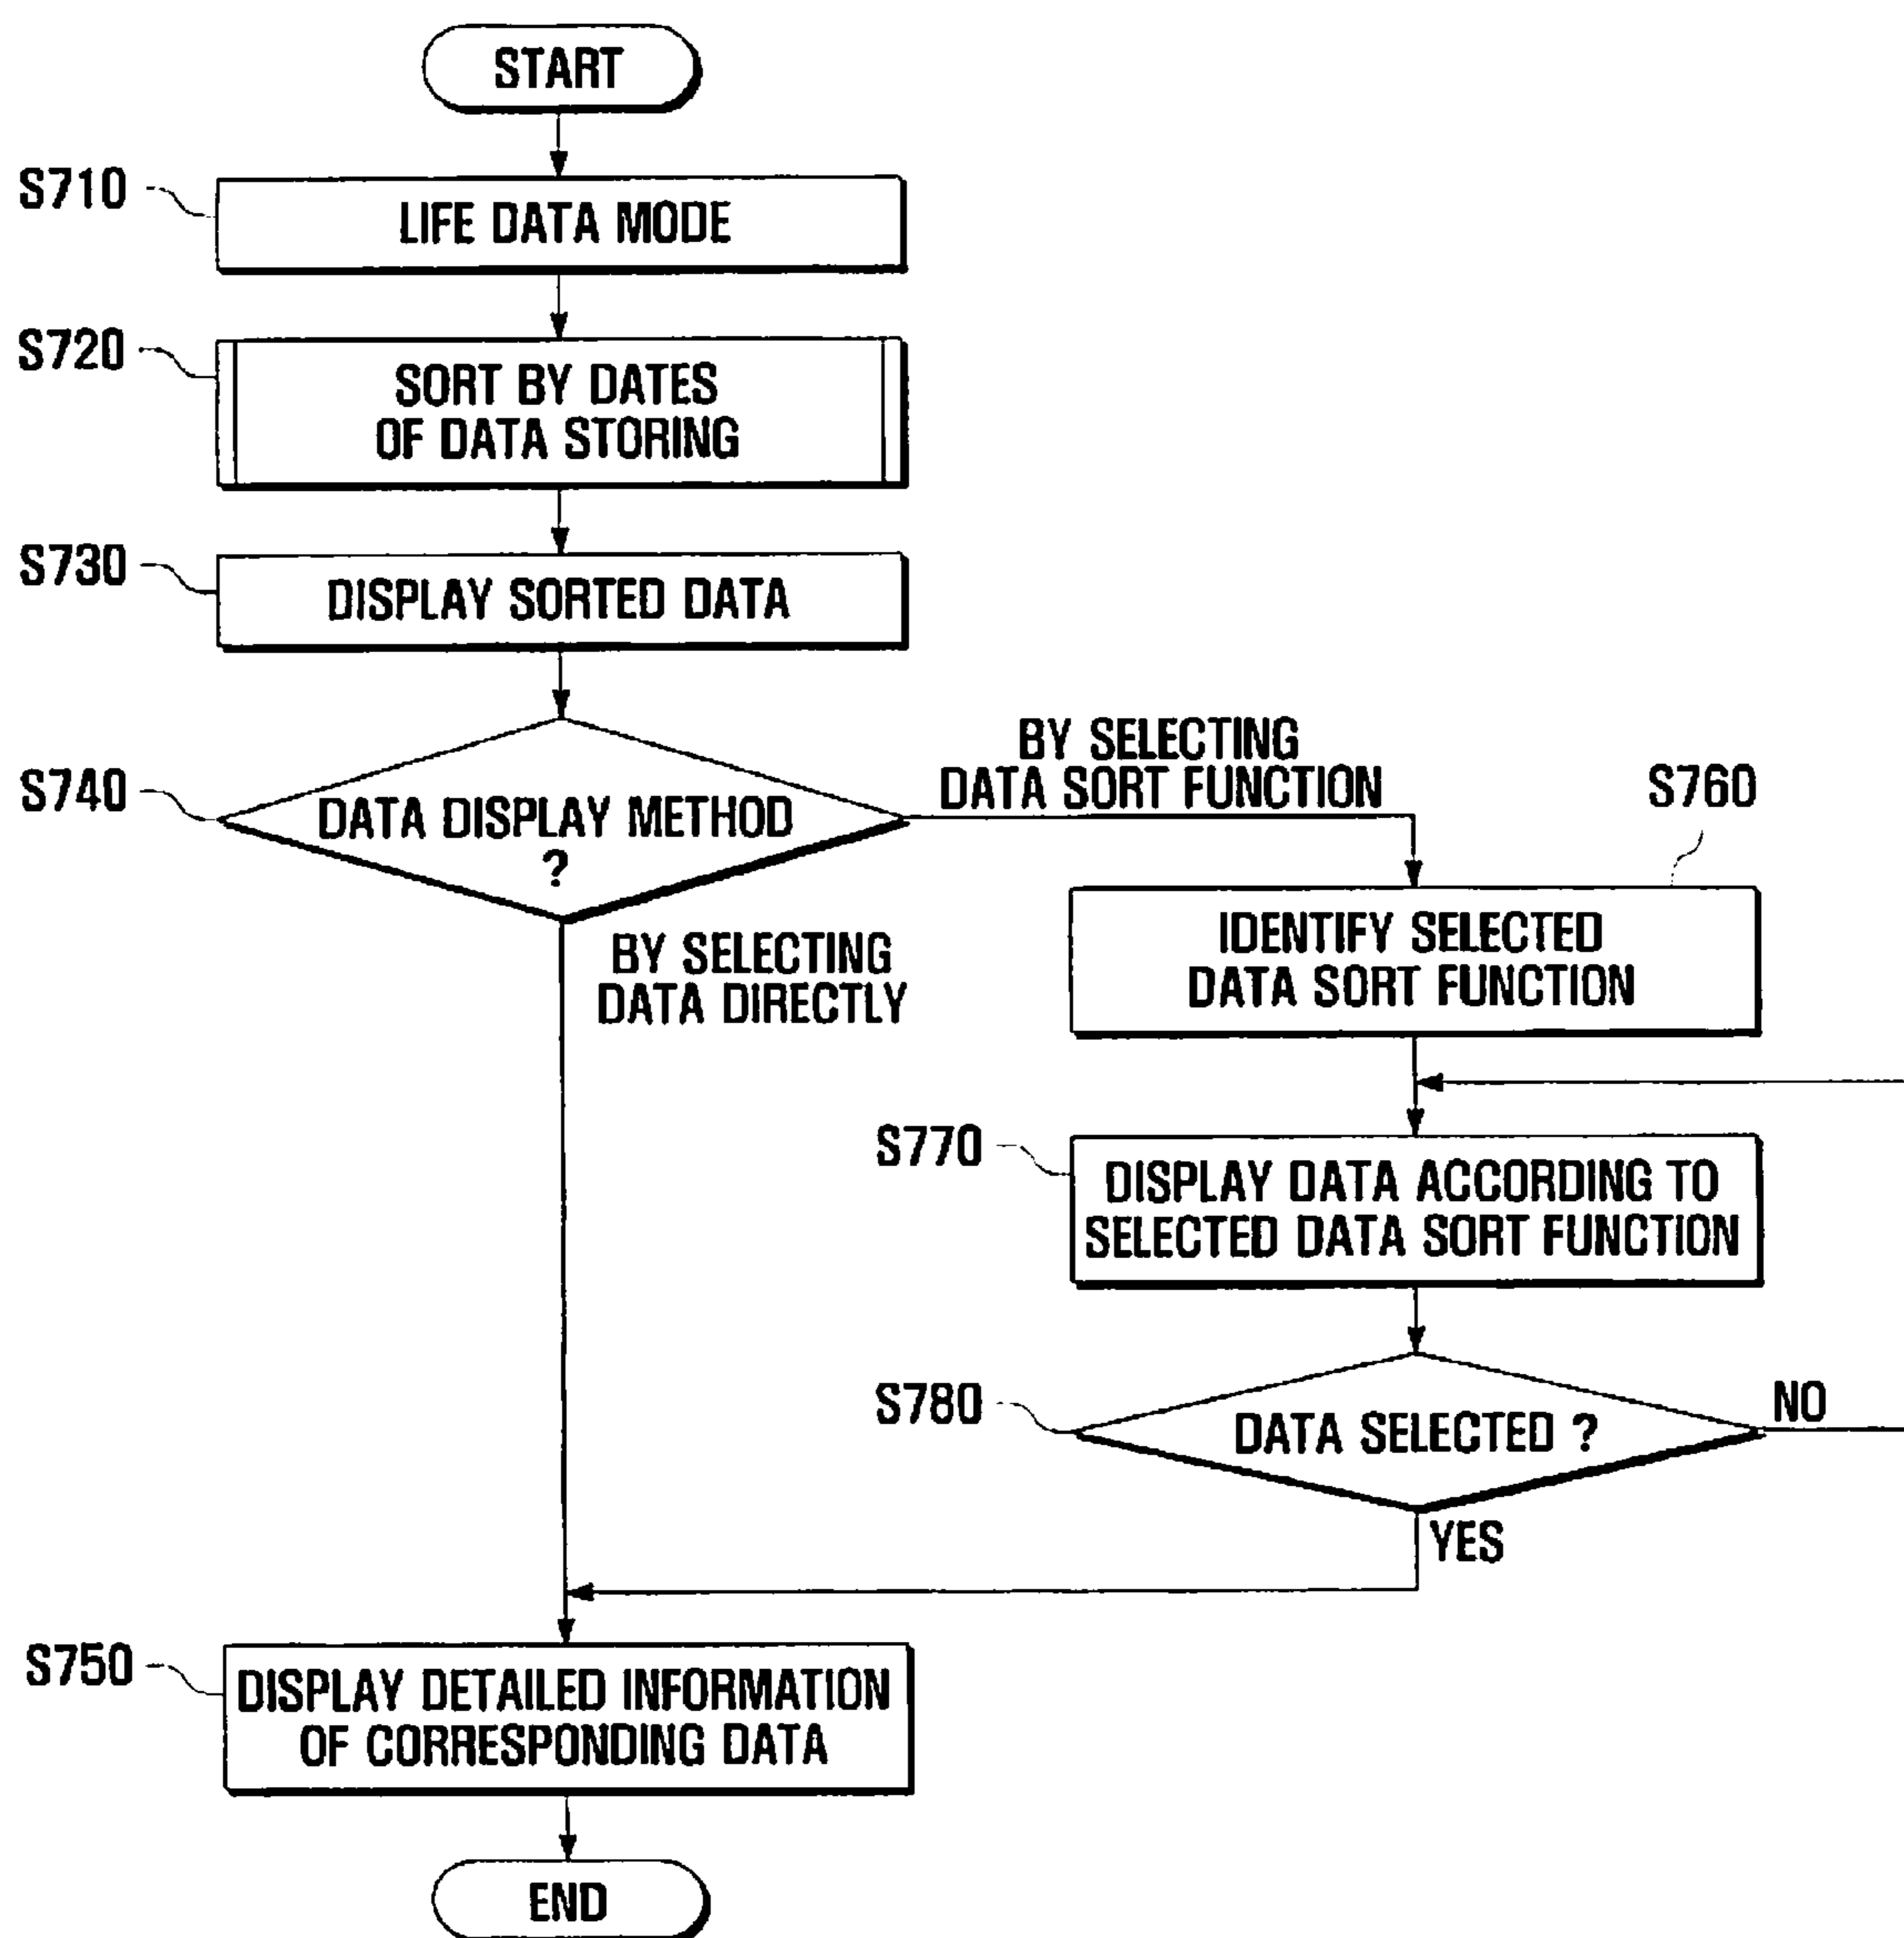 START
S710
LIFE DATA MODE
S720
SORT BY DATES
OF DATA STORING
S730
DISPLAY SORTED DATA
S740
DATA DISPLAY METHOD
?
BY SELECTING
DATA SORT FUNCTION
BY SELECTING
DATA DIRECTLY
S760
IDENTIFY SELECTED
DATA SORT FUNCTION
S770
DISPLAY DATA ACCORDING TO
SELECTED DATA SORT FUNCTION
S780
DATA SELECTED ?
NO
YES
S750
DISPLAY DETAILED INFORMATION
OF CORRESPONDING DATA
END